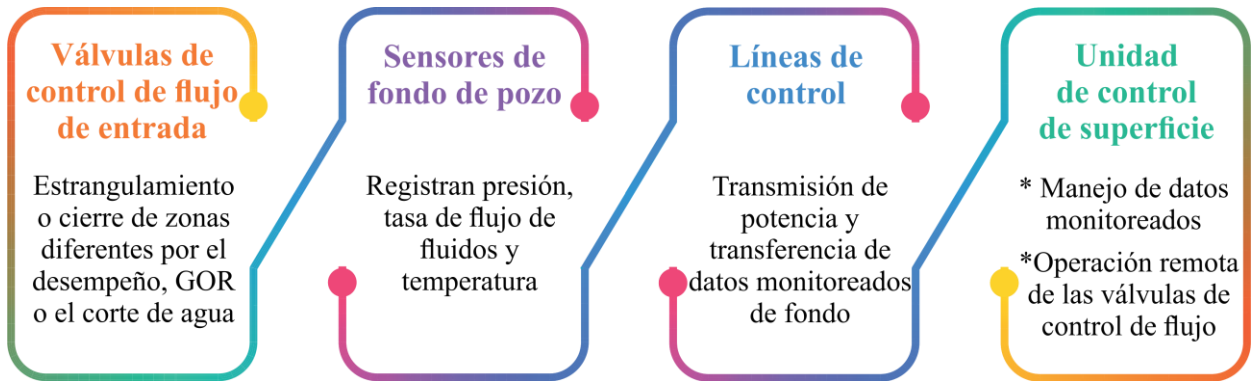 Válvulas de
control de flujo
de entrada
Estrangulamiento
o cierre de zonas
diferentes por el
desempeño, GOR
o el corte de agua
Sensores de
fondo de pozo
Registran presión,
tasa de flujo de
fluidos y
temperatura
Líneas de
control
Transmisión de
potencia y
transferencia de
datos monitoreados
de fondo
Unidad
de control
de superficie
* Manejo de datos
monitoreados
*Operación remota
de las válvulas de
control de flujo